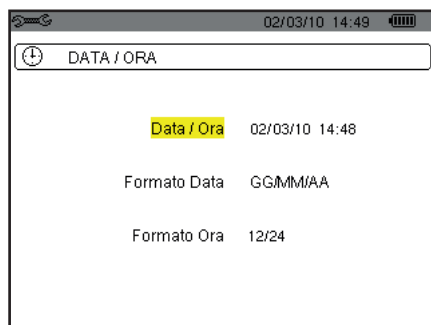 02/03/10 14:49
DATA / ORA
Data / Ora 02/03/10 14:48
Formato Data GG/MM/AA
Formato Ora 12/24